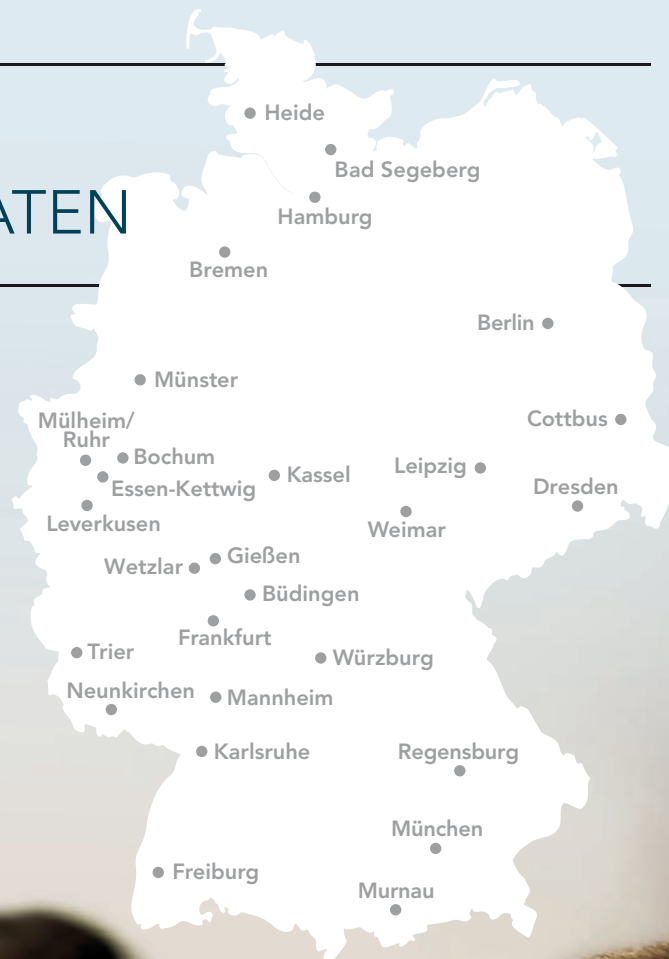 Heide
Bad Segeberg
ATEN
Hamburg
Bremen
Berlin
Münster
Cottbus
Mülheim/
Ruhr
Bochum
Leipzig
Kassel
Essen-Kettwig
Dresden
Leverkusen
Weimar
Gießen
Wetzlar
Büdingen
Frankfurt
Trier
Würzburg
Neunkirchen
Mannheim
Karlsruhe
Regensburg
München
Freiburg
Murnau